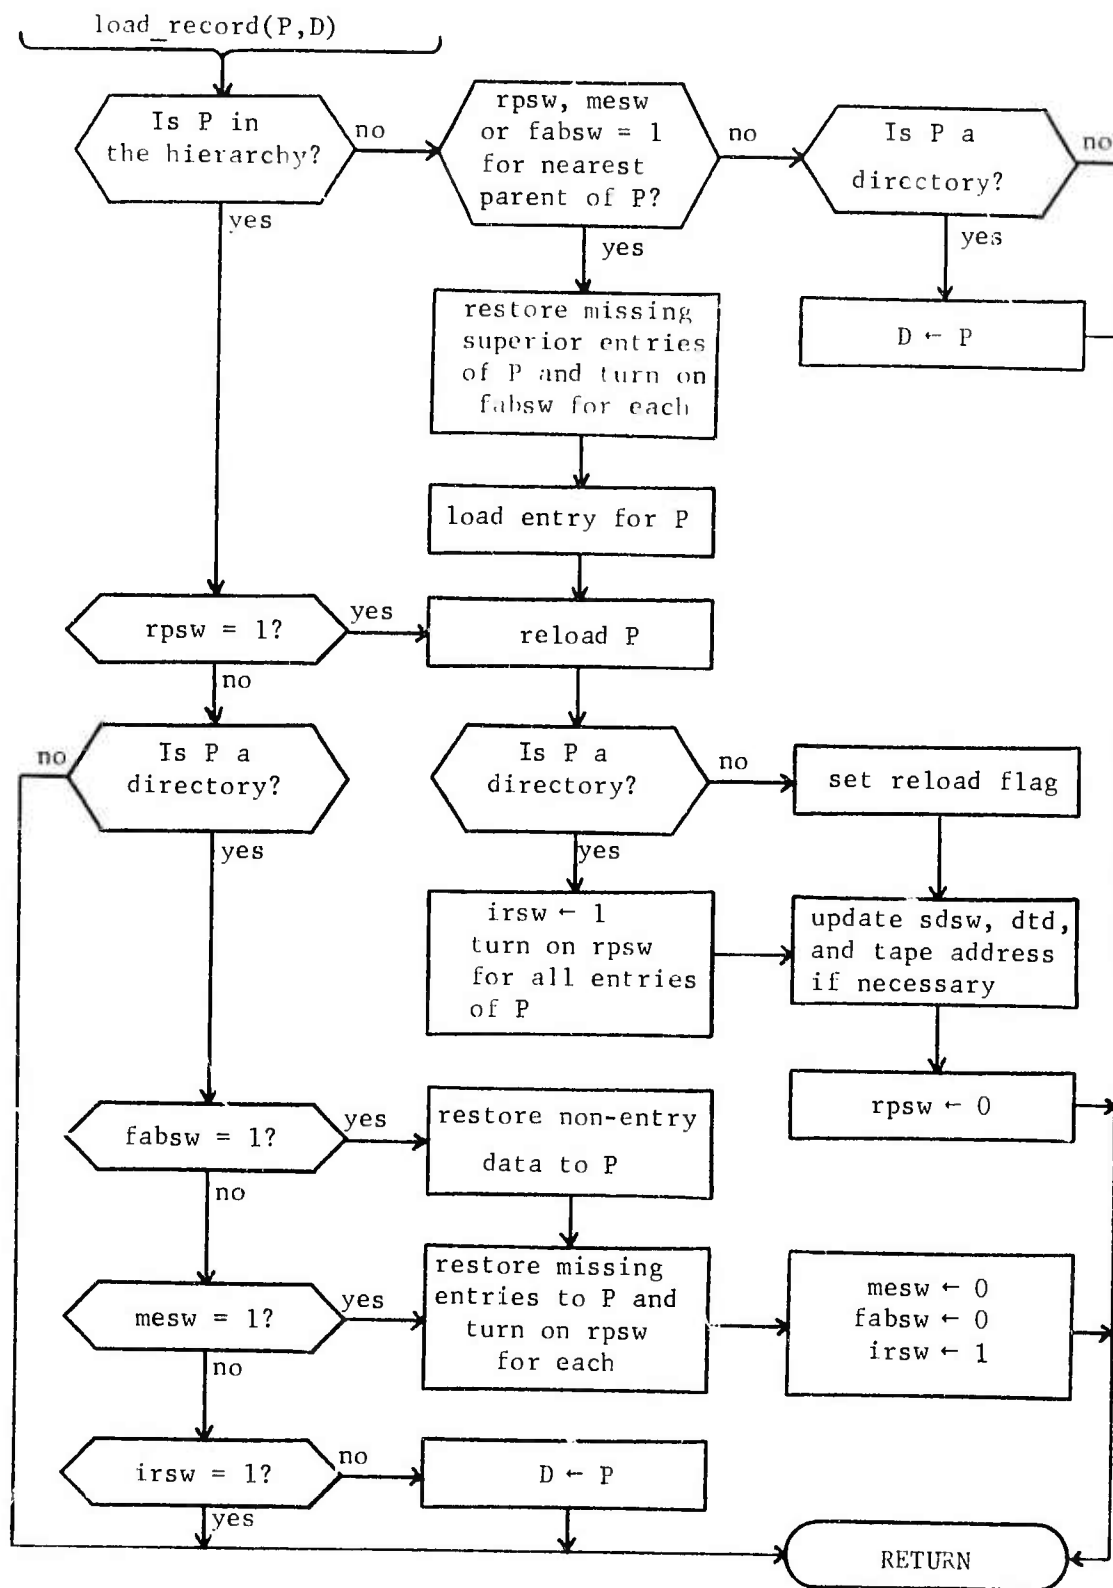 load_record(P,D)
Is P in
the hierarchy?
no
yes
rpsw, mesw
or fabsw = 1
for nearest
parent of P?
no
yes
Is P a
directory?
no
yes
D ← P
restore missing
superior entries
of P and turn on
fabsw for each
load entry for P
rpsw = 1?
yes
no
reload P
Is P a
directory?
no
yes
Is P a
directory?
no
yes
set reload flag
irsw ← 1
turn on rpsw
for all entries
of P
update sdsw, dtd,
and tape address
if necessary
rpsw ← 0
fabsw = 1?
yes
no
restore non-entry
data to P
mesw = 1?
yes
no
restore missing
entries to P and
turn on rpsw
for each
mesw ← 0
fabsw ← 0
irsw ← 1
irsw = 1?
no
yes
D ← P
RETURN